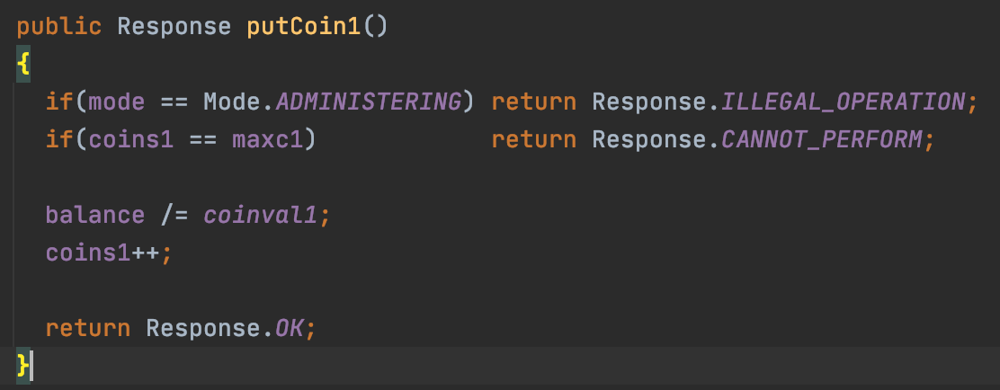 public Response putCoin1()
{
  if(mode == Mode.ADMINISTERING) return Response.ILLEGAL_OPERATION;
  if(coins1 == maxc1)            return Response.CANNOT_PERFORM;
  balance /= coinval1;
  coins1++;
  return Response.OK;
}